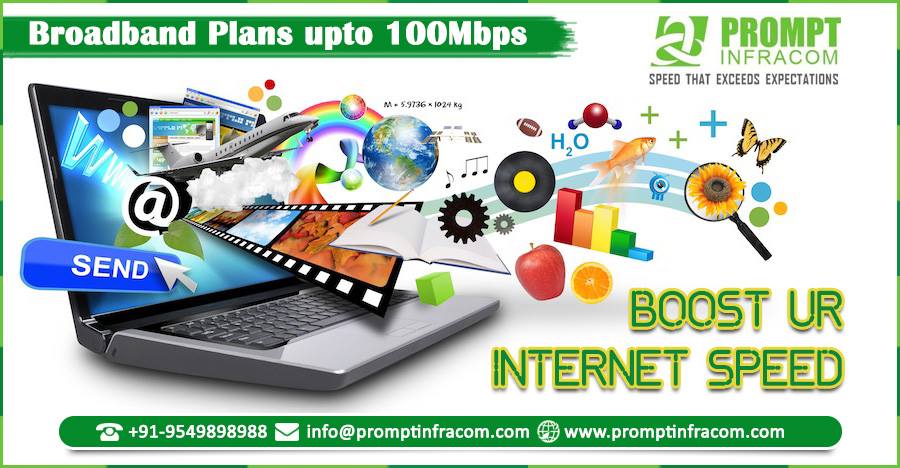 Broadband Plans upto 100Mbps
PROMPT
INFRACOM
SPEED THAT EXCEEDS EXPECTATIONS
M = 5.9736 × 1024 kg
H2O
WWW
@
SEND
BOOST UR
INTERNET SPEED
+91-9549898988 info@promptinfracom.com www.promptinfracom.com